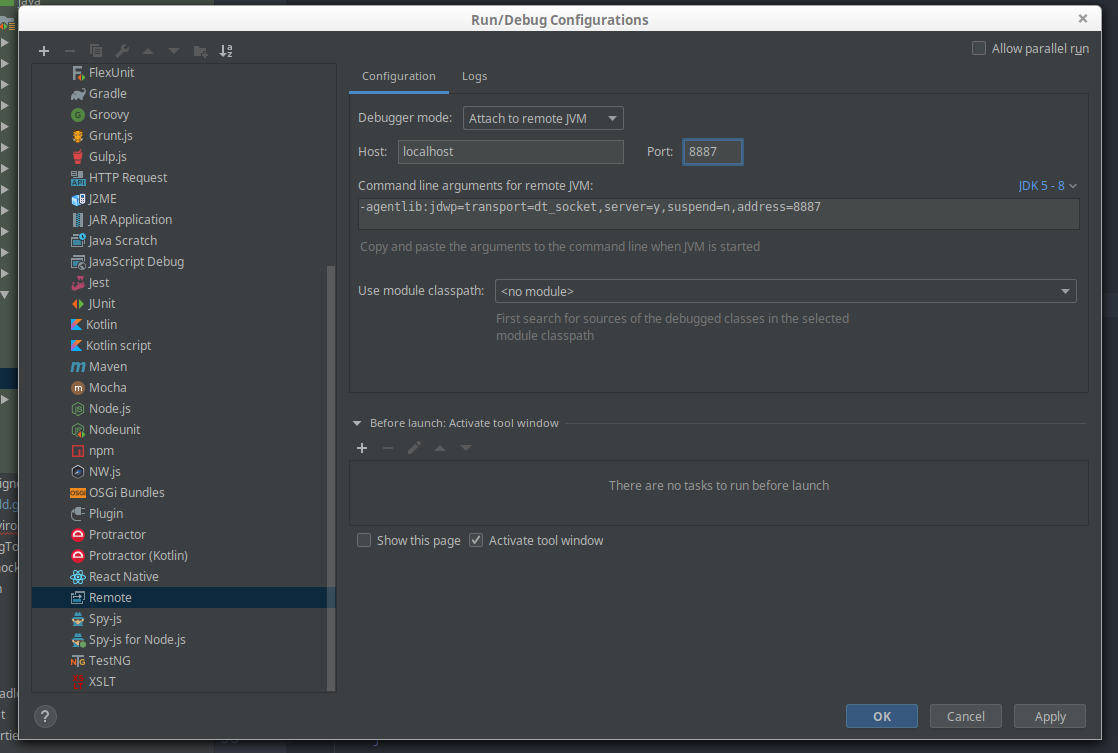 java
Run/Debug Configurations
Allow parallel run
FlexUnit
Gradle
Groovy
Grunt.js
Gulp.js
HTTP Request
J2ME
JAR Application
Java Scratch
JavaScript Debug
Jest
JUnit
Kotlin
Kotlin script
Maven
Mocha
Node.js
Nodeunit
npm
NW.js
OSGi Bundles
Plugin
Protractor
Protractor (Kotlin)
React Native
Remote
Spy-js
Spy-js for Node.js
TestNG
XSLT
Configuration Logs
Debugger mode: Attach to remote JVM
Host: localhost Port: 8887
Command line arguments for remote JVM: JDK 5 - 8
-agentlib:jdwp=transport=dt_socket,server=y,suspend=n,address=8887
Copy and paste the arguments to the command line when JVM is started
Use module classpath: <no module>
First search for sources of the debugged classes in the selected
module classpath
Before launch: Activate tool window
There are no tasks to run before launch
Show this page Activate tool window
? OK Cancel Apply